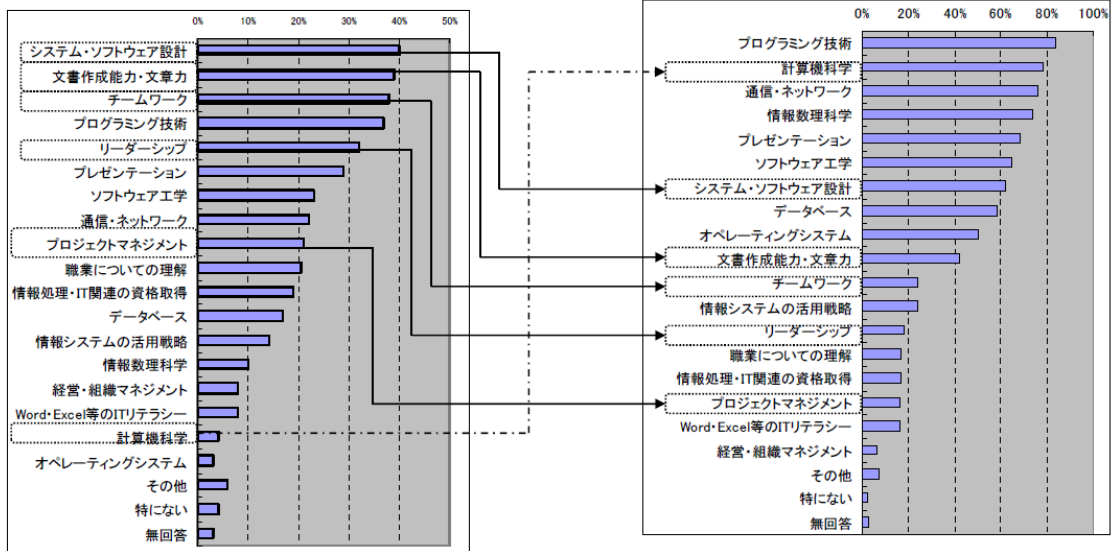 0% 10% 20% 30% 40% 50%
システム・ソフトウェア設計
文書作成能力・文章力
チームワーク
プログラミング技術
リーダーシップ
プレゼンテーション
ソフトウェア工学
通信・ネットワーク
プロジェクトマネジメント
職業についての理解
情報処理・IT関連の資格取得
データベース
情報システムの活用戦略
情報数理科学
経営・組織マネジメント
Word・Excel等のITリテラシー
計算機科学
オペレーティングシステム
その他
特にない
無回答
0% 20% 40% 60% 80% 100%
プログラミング技術
計算機科学
通信・ネットワーク
情報数理科学
プレゼンテーション
ソフトウェア工学
システム・ソフトウェア設計
データベース
オペレーティングシステム
文書作成能力・文章力
チームワーク
情報システムの活用戦略
リーダーシップ
職業についての理解
情報処理・IT関連の資格取得
プロジェクトマネジメント
Word・Excel等のITリテラシー
経営・組織マネジメント
その他
特にない
無回答